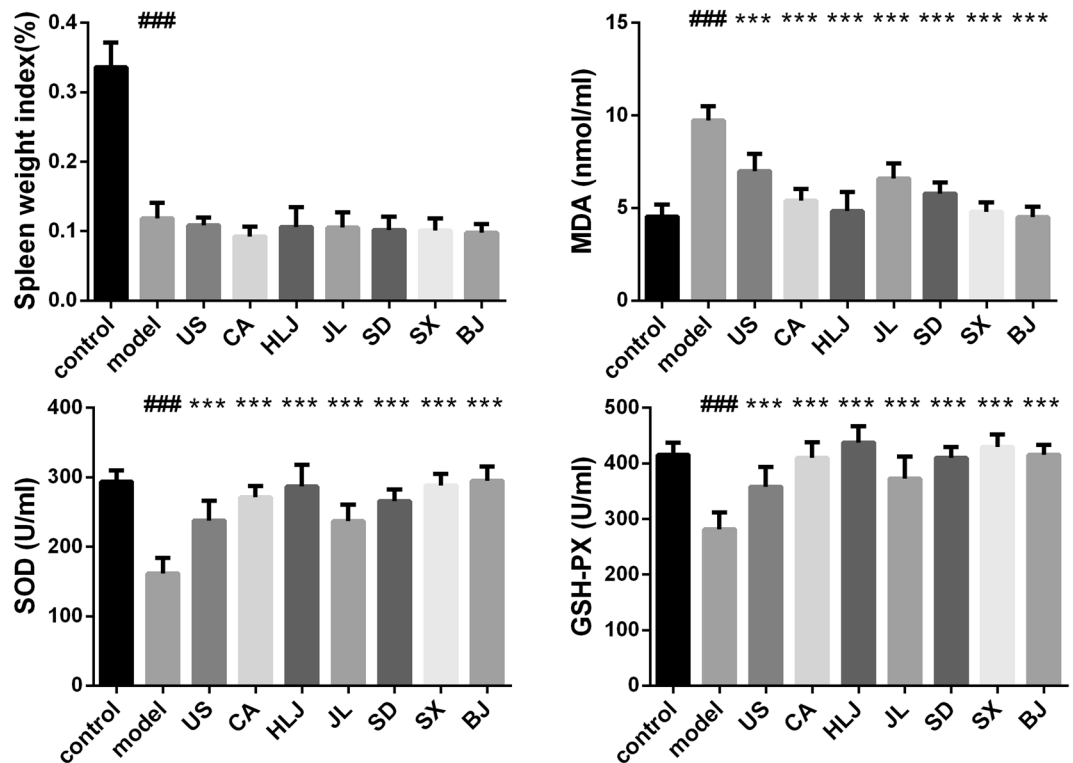 Spleen weight index(%)
0.4
0.3
0.2
0.1
0.0
###
control
model
US
CA
HLJ
JL
SD
SX
BJ
MDA (nmol/ml)
15
10
5
0
### *** *** *** *** *** *** ***
control
model
US
CA
HLJ
JL
SD
SX
BJ
SOD (U/ml)
400
300
200
100
0
### *** *** *** *** *** *** ***
control
model
US
CA
HLJ
JL
SD
SX
BJ
GSH-PX (U/ml)
500
400
300
200
100
0
### *** *** *** *** *** *** ***
control
model
US
CA
HLJ
JL
SD
SX
BJ